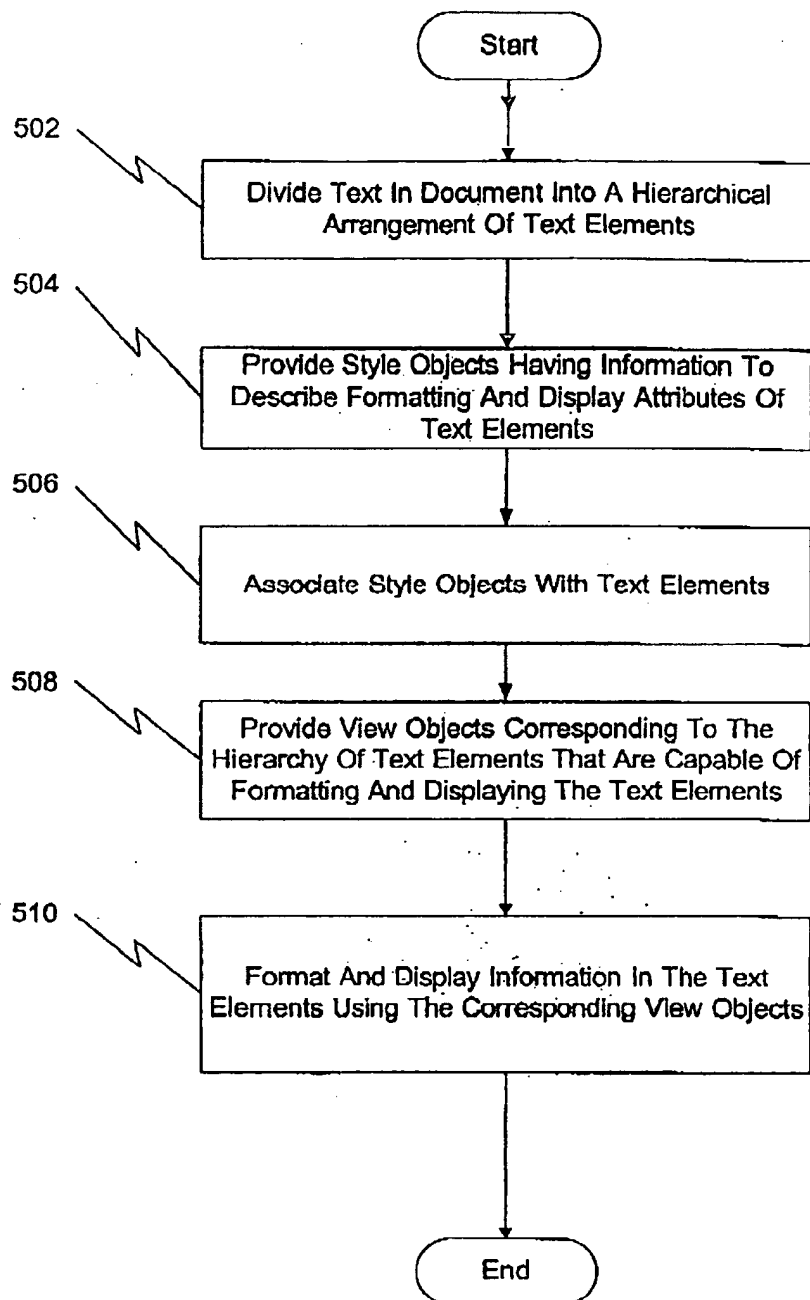 Start
502
Divide Text In Document Into A Hierarchical
Arrangement Of Text Elements
504
Provide Style Objects Having Information To
Describe Formatting And Display Attributes Of
Text Elements
506
Associate Style Objects With Text Elements
508
Provide View Objects Corresponding To The
Hierarchy Of Text Elements That Are Capable Of
Formatting And Displaying The Text Elements
510
Format And Display Information In The Text
Elements Using The Corresponding View Objects
End